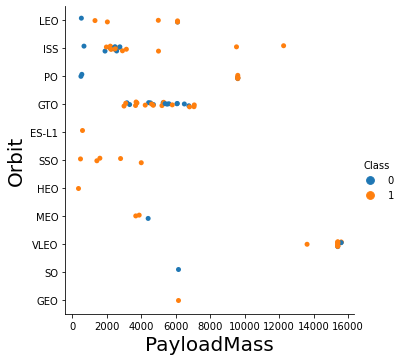 LEO
ISS
PO
GTO
ES-L1
SSO
HEO
MEO
VLEO
SO
GEO
Orbit
0 2000 4000 6000 8000 10000 12000 14000 16000
PayloadMass
Class
0
1